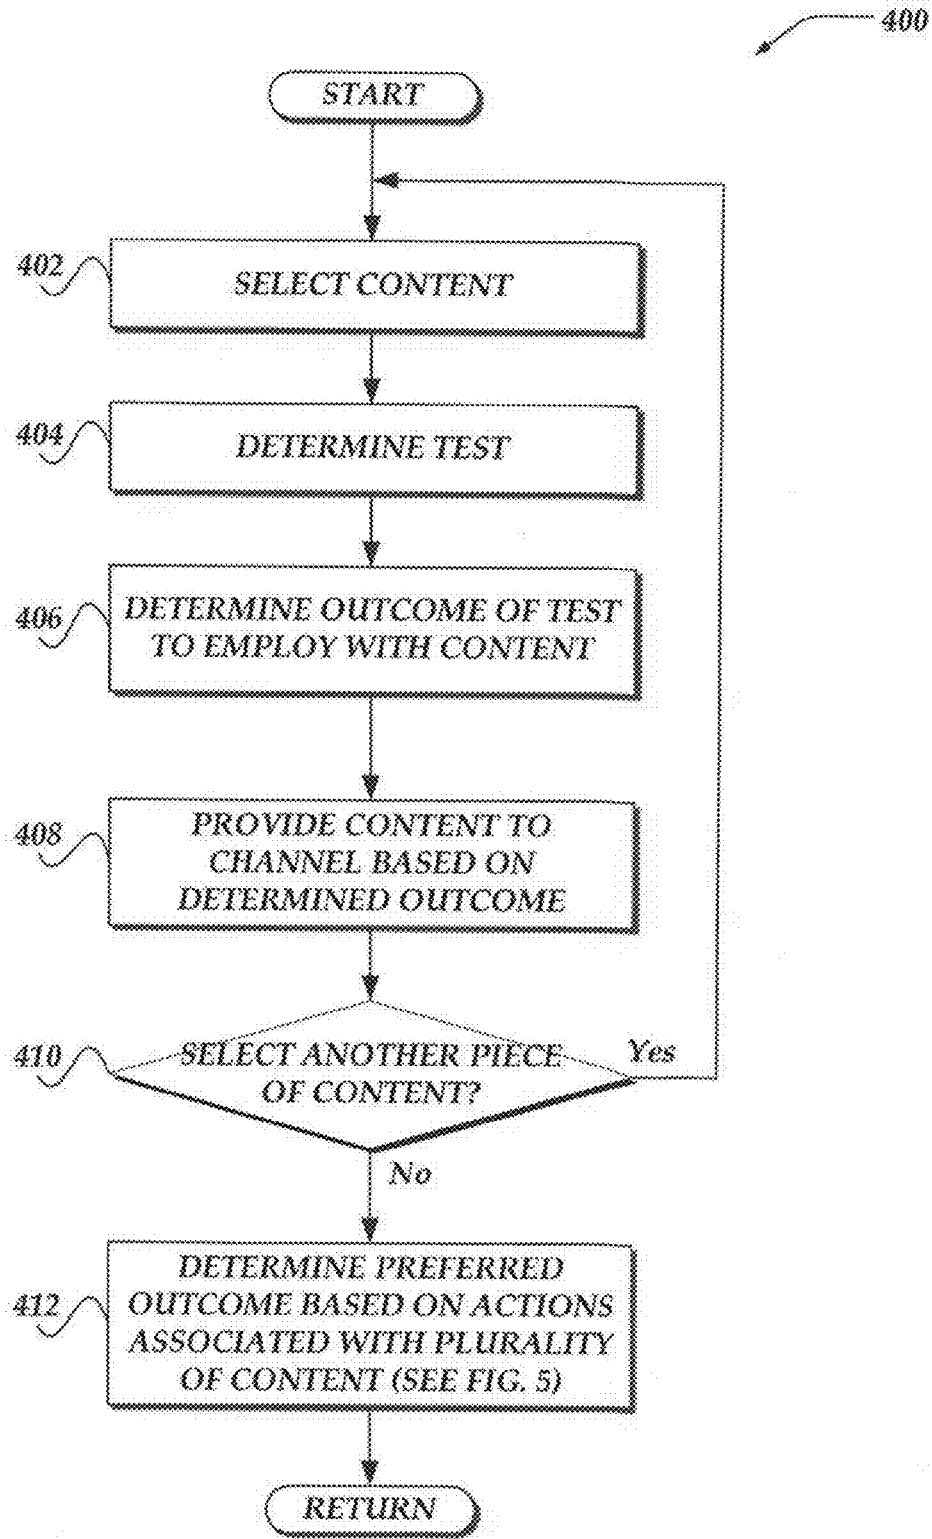 400
START
402
SELECT CONTENT
404
DETERMINE TEST
406
DETERMINE OUTCOME OF TEST
TO EMPLOY WITH CONTENT
408
PROVIDE CONTENT TO
CHANNEL BASED ON
DETERMINED OUTCOME
410
SELECT ANOTHER PIECE
OF CONTENT?
Yes
No
412
DETERMINE PREFERRED
OUTCOME BASED ON ACTIONS
ASSOCIATED WITH PLURALITY
OF CONTENT (SEE FIG. 5)
RETURN